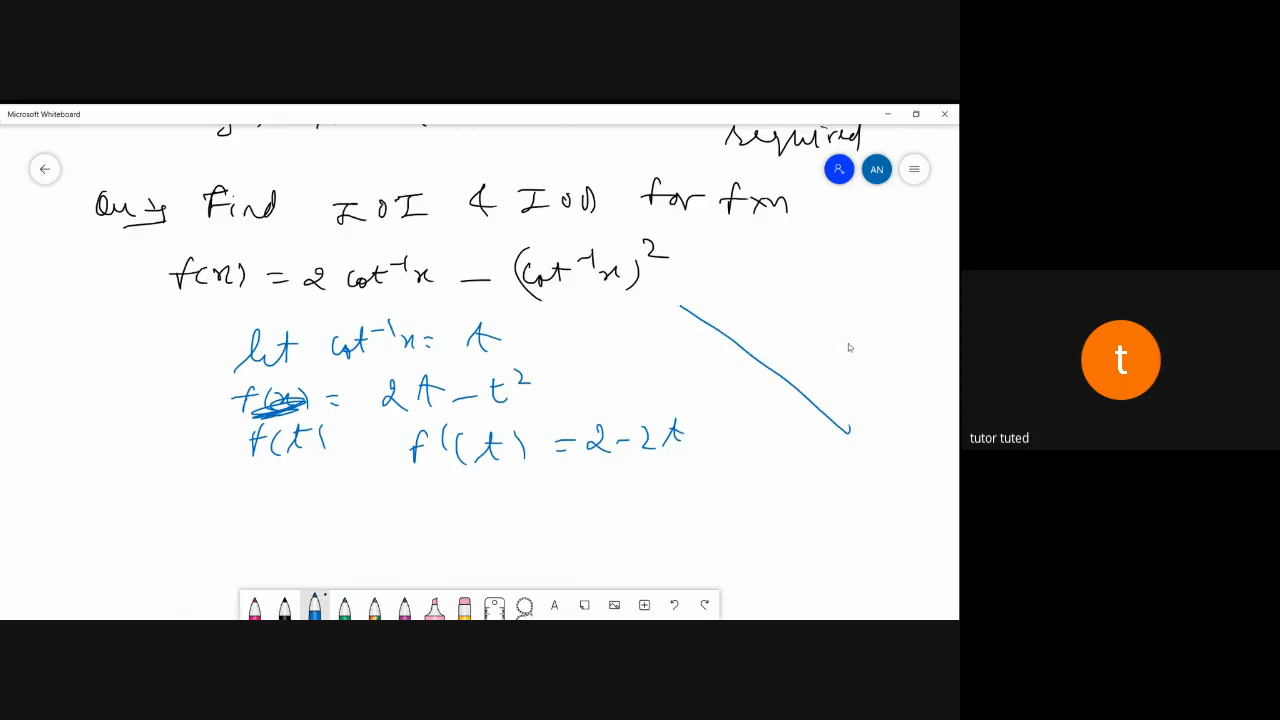 Microsoft Whiteboard
required
AN
Qu → Find I O I & I O D for fxn
f(x) = 2 cot⁻¹x — (cot⁻¹x)²
let cot⁻¹x = t
= 2t - t²
f(t) f'(t) = 2 - 2t
t
tutor tuted
A